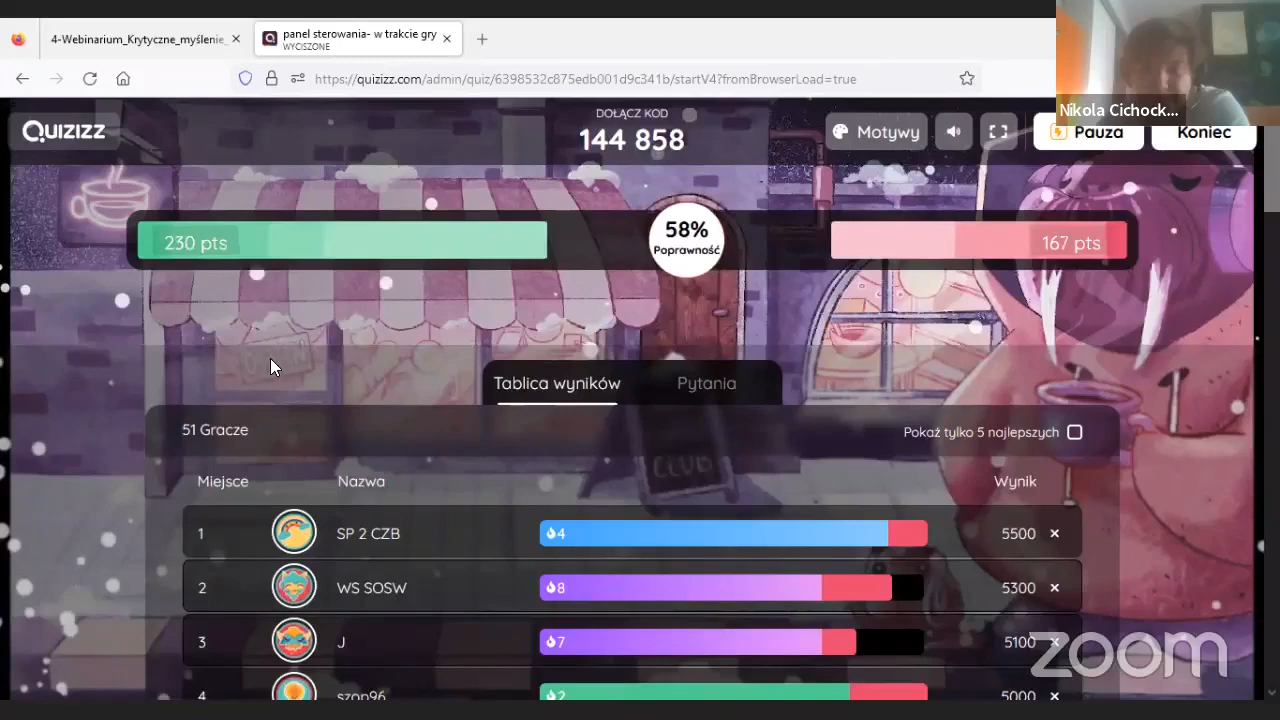 4-Webinarium_Krytyczne_myślenie_
panel sterowania- w trakcie gry
WYCISZONE
https://quizizz.com/admin/quiz/6398532c875edb001d9c341b/startV4?fromBrowserLoad=true
Nikola Cichock...
Quizizz
DOŁĄCZ KOD
144 858
Motywy
Pauza
Koniec
230 pts
58%
Poprawność
167 pts
Tablica wyników
Pytania
51 Gracze
Pokaż tylko 5 najlepszych
CLUB
Miejsce
Nazwa
Wynik
1
SP 2 CZB
4
5500
2
WS SOSW
8
5300
3
J
7
5100
4
szop96
2
5000
zoom